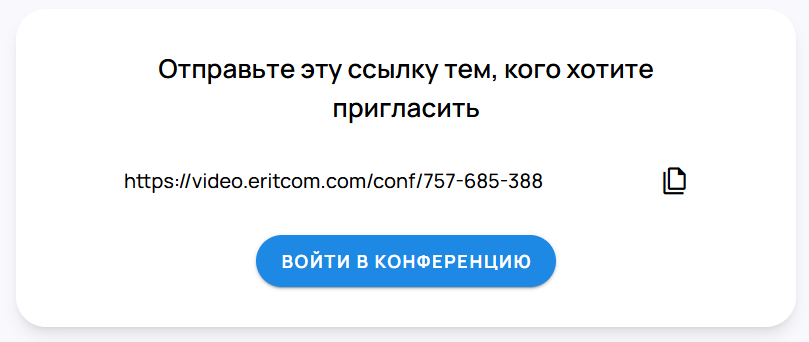 Отправьте эту ссылку тем, кого хотите
пригласить
https://video.eritcom.com/conf/757-685-388
ВОЙТИ В КОНФЕРЕНЦИЮ